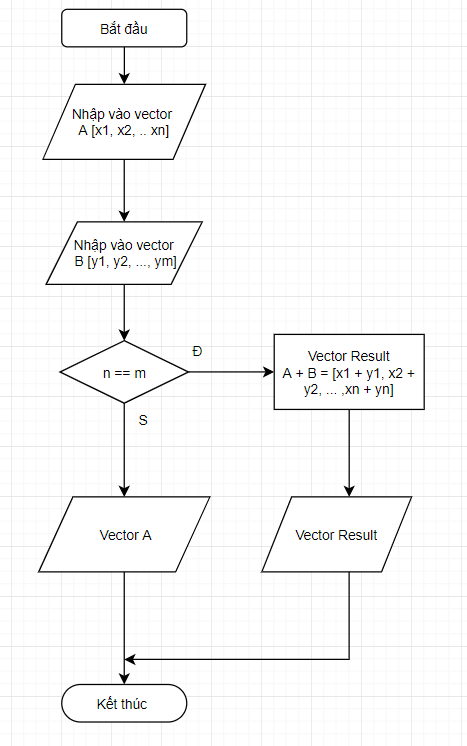 Bắt đầu
Nhập vào vector
A [x1, x2, .. xn]
Nhập vào vector
B [y1, y2, ..., ym]
n == m
Đ
S
Vector Result
A + B = [x1 + y1, x2 +
y2, ... ,xn + yn]
Vector A
Vector Result
Kết thúc